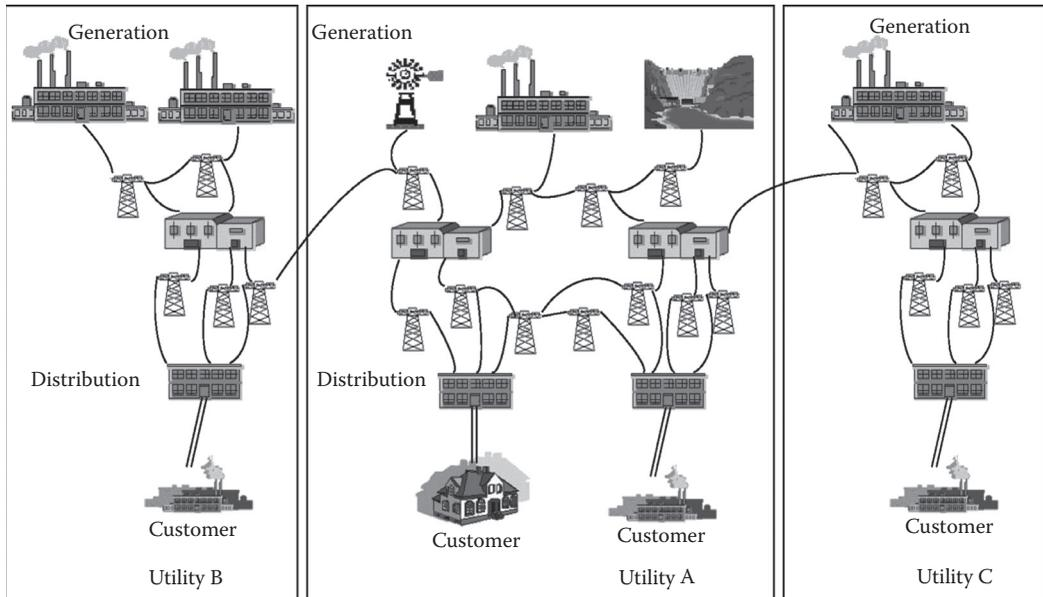 Generation
Generation
Generation
Distribution
Distribution
Customer
Customer
Customer
Customer
Utility B
Utility A
Utility C